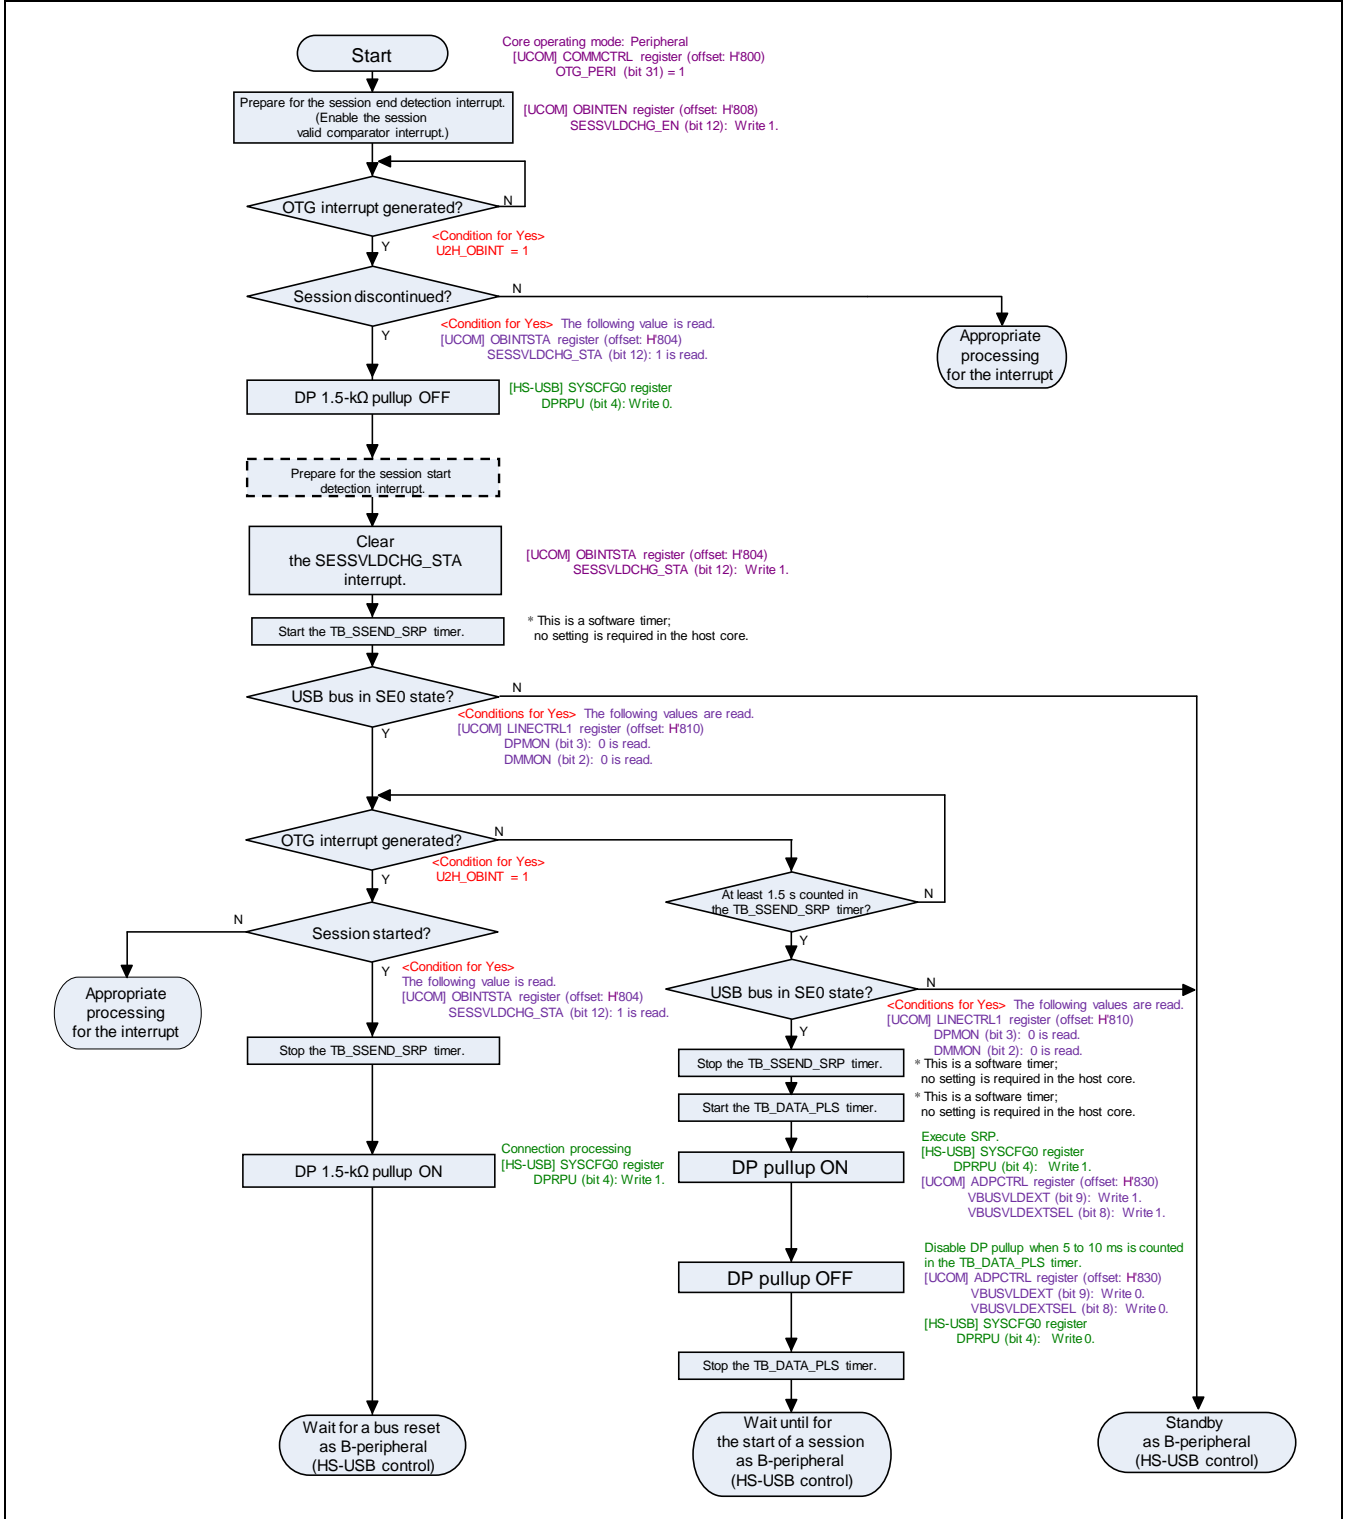 Start
Core operating mode: Peripheral
[UCOM] COMMCTRL register (offset: H'800)
OTG_PERI (bit 31) = 1
Prepare for the session end detection interrupt.
(Enable the session
valid comparator interrupt.)
[UCOM] OBINTEN register (offset: H'808)
SESSVLDCHG_EN (bit 12): Write 1.
OTG interrupt generated?
N
Y
<Condition for Yes>
U2H_OBINT = 1
Session discontinued?
N
Y
<Condition for Yes> The following value is read.
[UCOM] OBINTSTA register (offset: H'804)
SESSVLDCHG_STA (bit 12): 1 is read.
Appropriate
processing
for the interrupt
DP 1.5-kΩ pullup OFF
[HS-USB] SYSCFG0 register
DPRPU (bit 4): Write 0.
Prepare for the session start
detection interrupt.
Clear
the SESSVLDCHG_STA
interrupt.
[UCOM] OBINTSTA register (offset: H'804)
SESSVLDCHG_STA (bit 12): Write 1.
Start the TB_SSEND_SRP timer.
* This is a software timer;
no setting is required in the host core.
USB bus in SE0 state?
N
Y
<Conditions for Yes> The following values are read.
[UCOM] LINECTRL1 register (offset: H'810)
DPMON (bit 3): 0 is read.
DMMON (bit 2): 0 is read.
OTG interrupt generated?
N
Y
<Condition for Yes>
U2H_OBINT = 1
At least 1.5 s counted in
the TB_SSEND_SRP timer?
N
Y
Session started?
N
Y
<Condition for Yes>
The following value is read.
[UCOM] OBINTSTA register (offset: H'804)
SESSVLDCHG_STA (bit 12): 1 is read.
Appropriate
processing
for the interrupt
USB bus in SE0 state?
N
Y
<Conditions for Yes> The following values are read.
[UCOM] LINECTRL1 register (offset: H'810)
DPMON (bit 3): 0 is read.
DMMON (bit 2): 0 is read.
Stop the TB_SSEND_SRP timer.
Stop the TB_SSEND_SRP timer.
* This is a software timer;
no setting is required in the host core.
Start the TB_DATA_PLS timer.
* This is a software timer;
no setting is required in the host core.
DP 1.5-kΩ pullup ON
Connection processing
[HS-USB] SYSCFG0 register
DPRPU (bit 4): Write 1.
DP pullup ON
Execute SRP.
[HS-USB] SYSCFG0 register
DPRPU (bit 4): Write 1.
[UCOM] ADPCTRL register (offset: H'830)
VBUSVLDEXT (bit 9): Write 1.
VBUSVLDEXTSEL (bit 8): Write 1.
DP pullup OFF
Disable DP pullup when 5 to 10 ms is counted
in the TB_DATA_PLS timer.
[UCOM] ADPCTRL register (offset: H'830)
VBUSVLDEXT (bit 9): Write 0.
VBUSVLDEXTSEL (bit 8): Write 0.
[HS-USB] SYSCFG0 register
DPRPU (bit 4): Write 0.
Stop the TB_DATA_PLS timer.
Wait for a bus reset
as B-peripheral
(HS-USB control)
Wait until for
the start of a session
as B-peripheral
(HS-USB control)
Standby
as B-peripheral
(HS-USB control)